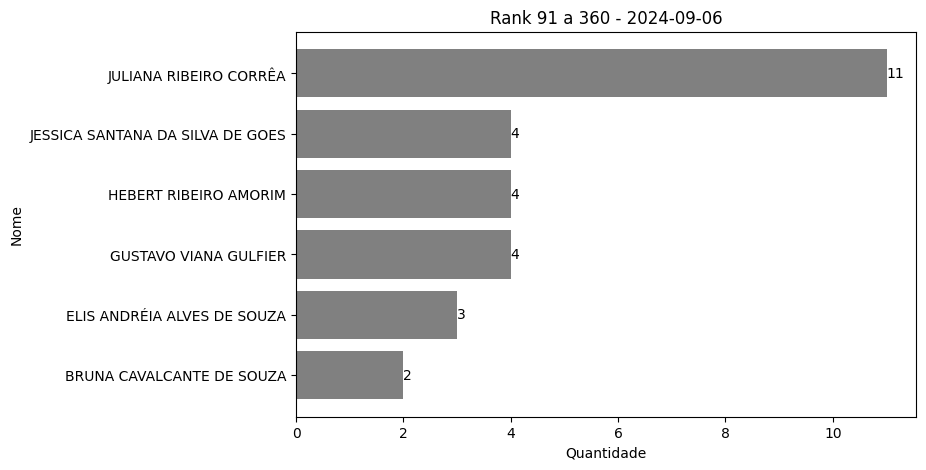 Rank 91 a 360 - 2024-09-06
JULIANA RIBEIRO CORRÊA
11
JESSICA SANTANA DA SILVA DE GOES
4
HEBERT RIBEIRO AMORIM
4
GUSTAVO VIANA GULFIER
4
ELIS ANDRÉIA ALVES DE SOUZA
3
BRUNA CAVALCANTE DE SOUZA
2
Nome
0 2 4 6 8 10
Quantidade